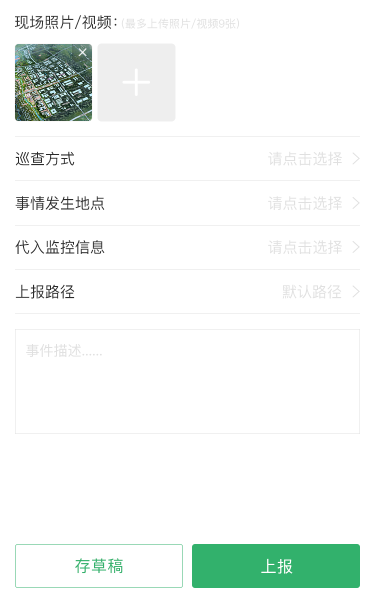 现场照片/视频：(最多上传照片/视频9张)
巡查方式 请点击选择
事情发生地点 请点击选择
代入监控信息 请点击选择
上报路径 默认路径
事件描述......
存草稿 上报